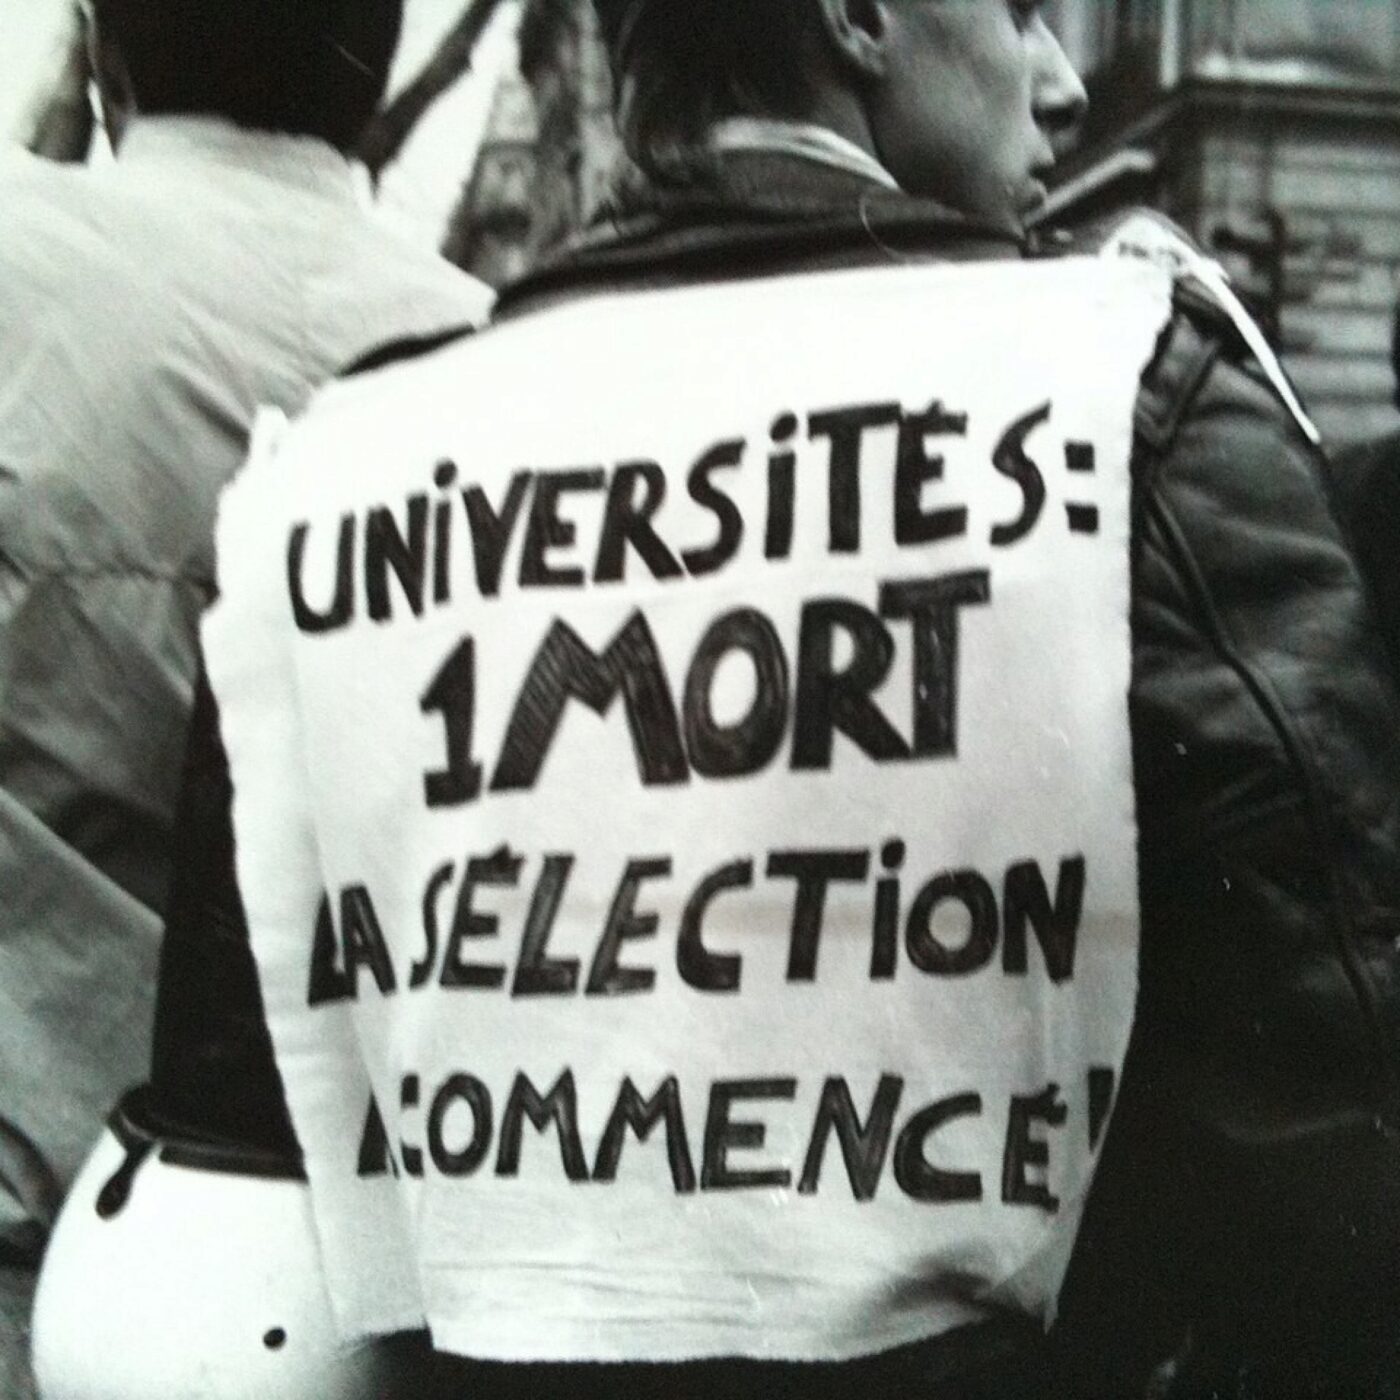 UNiVERSiTÉS:
1 MORT
LA SÉLECTiON
A COMMENCÉ!